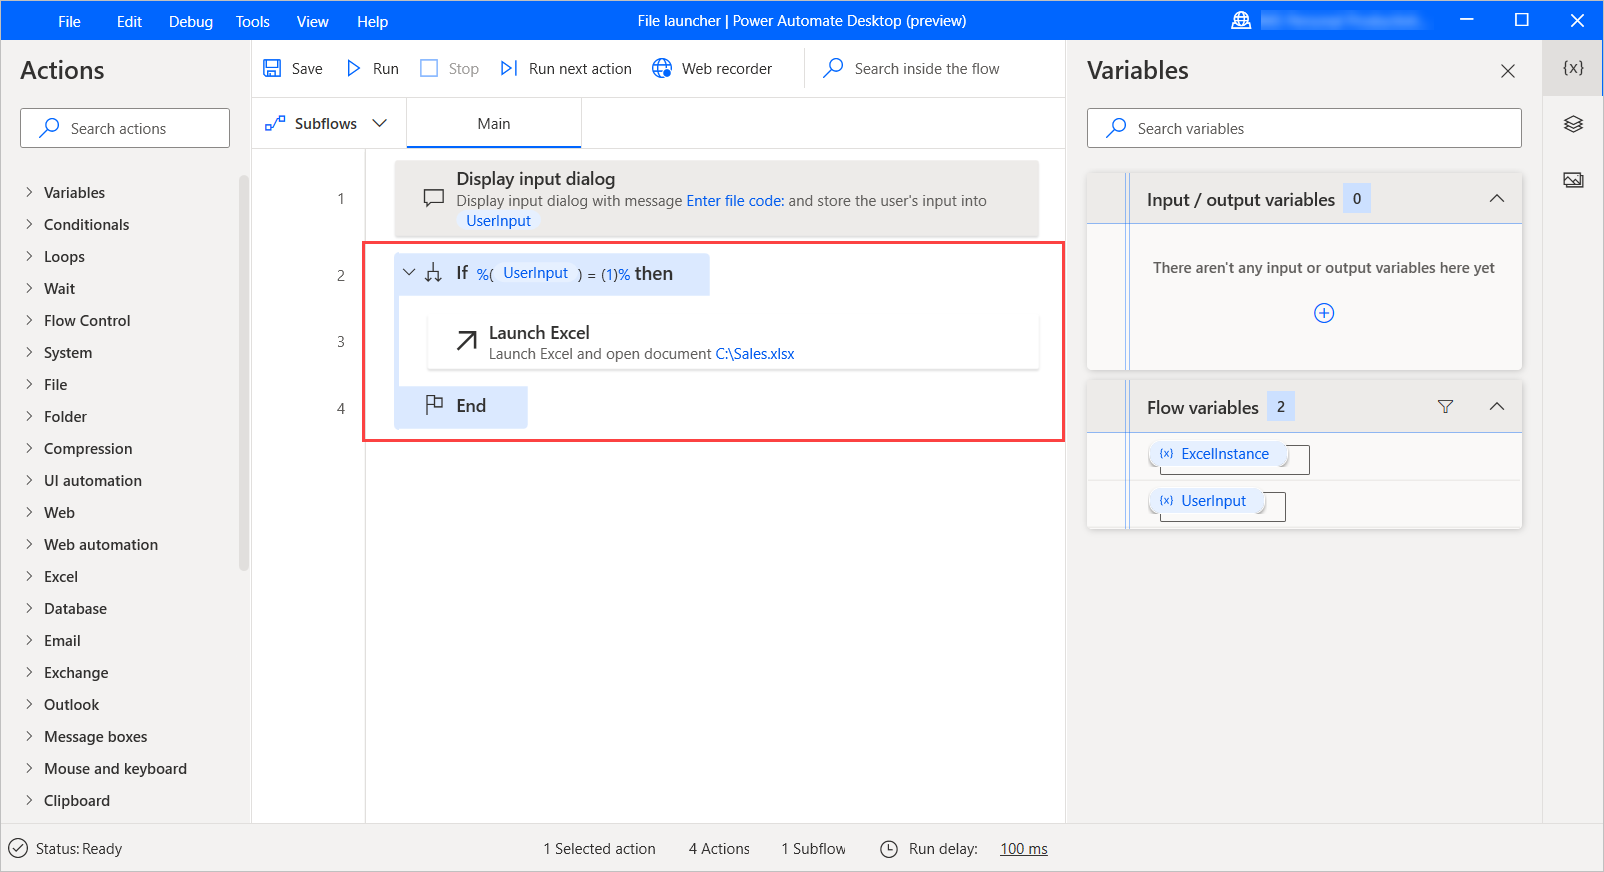 File Edit Debug Tools View Help File launcher | Power Automate Desktop (preview)
Actions
Search actions
Variables
Conditionals
Loops
Wait
Flow Control
System
File
Folder
Compression
UI automation
Web
Web automation
Excel
Database
Email
Exchange
Outlook
Message boxes
Mouse and keyboard
Clipboard
Save Run Stop Run next action Web recorder Search inside the flow
Subflows Main
1
Display input dialog
Display input dialog with message Enter file code: and store the user's input into
UserInput
2 If %( UserInput ) = (1)% then
3
Launch Excel
Launch Excel and open document C:\Sales.xlsx
4 End
Variables
{x}
Search variables
Input / output variables 0
There aren't any input or output variables here yet
Flow variables 2
{x} ExcelInstance
{x} UserInput
Status: Ready 1 Selected action 4 Actions 1 Subflow Run delay: 100 ms